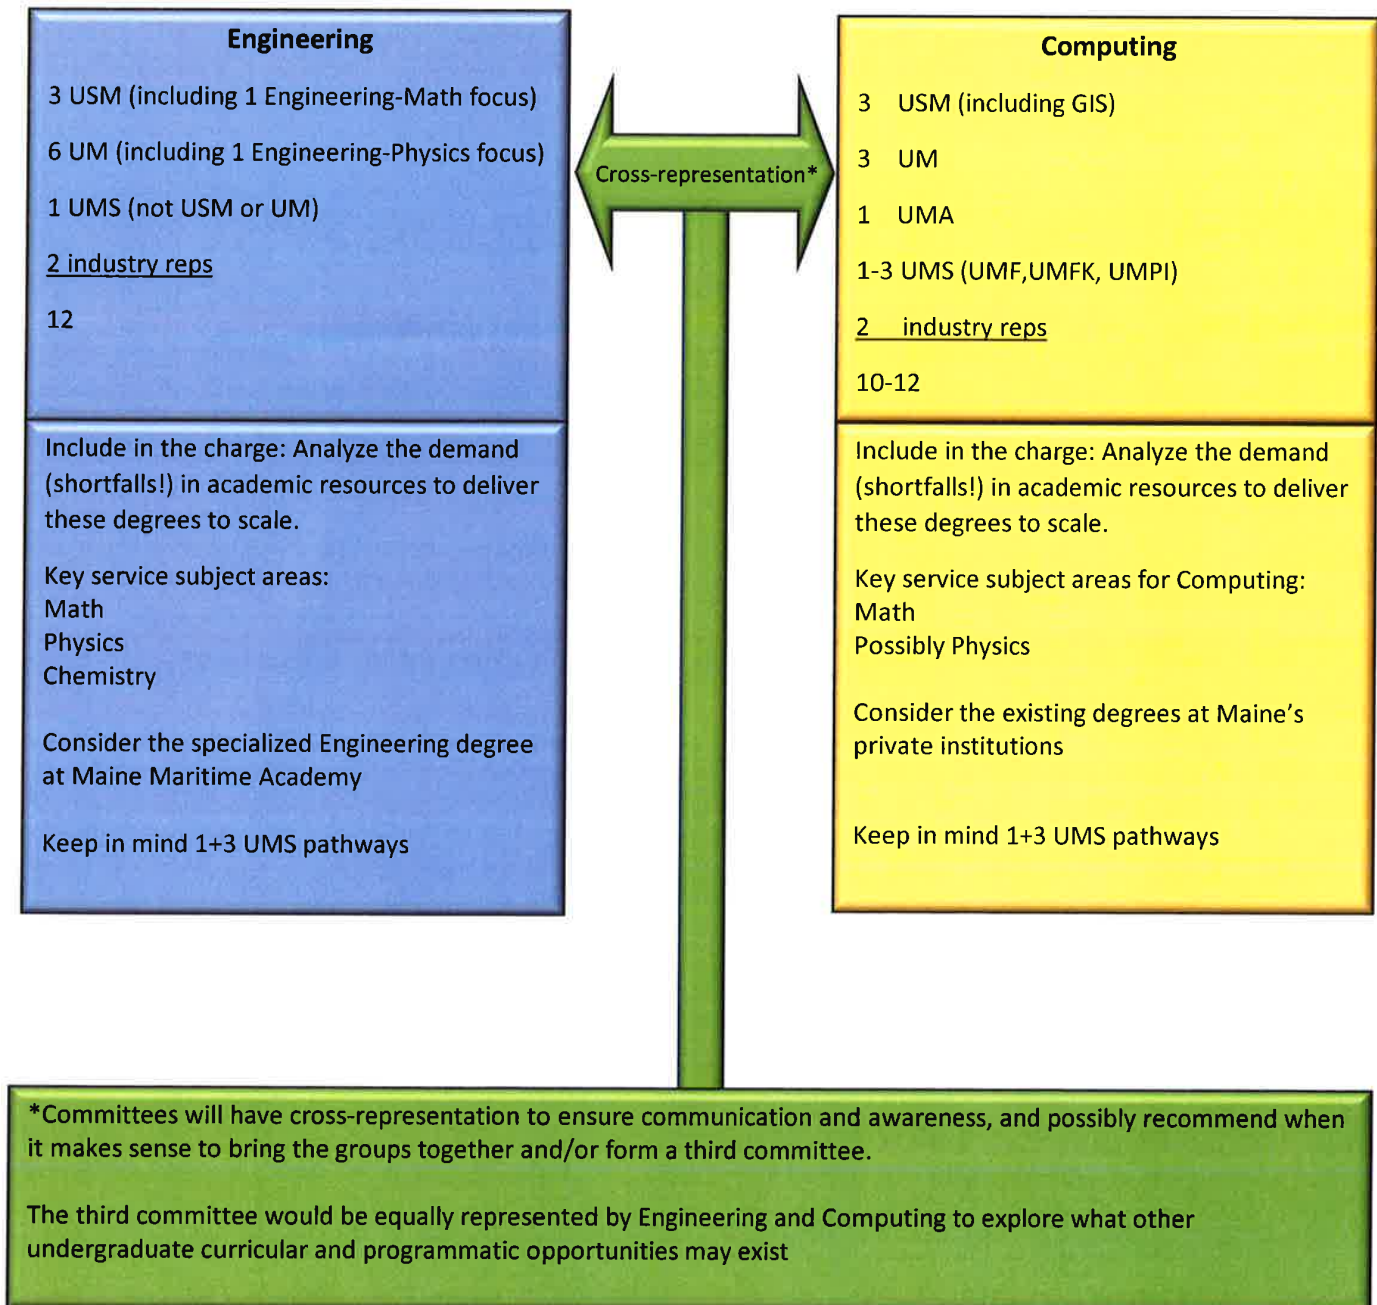 Engineering
3 USM (including 1 Engineering-Math focus)
6 UM (including 1 Engineering-Physics focus)
1 UMS (not USM or UM)
2 industry reps
12
Include in the charge: Analyze the demand
(shortfalls!) in academic resources to deliver
these degrees to scale.
Key service subject areas:
Math
Physics
Chemistry
Consider the specialized Engineering degree
at Maine Maritime Academy
Keep in mind 1+3 UMS pathways
Cross-representation*
Computing
3 USM (including GIS)
3 UM
1 UMA
1-3 UMS (UMF,UMFK, UMPI)
2 industry reps
10-12
Include in the charge: Analyze the demand
(shortfalls!) in academic resources to deliver
these degrees to scale.
Key service subject areas for Computing:
Math
Possibly Physics
Consider the existing degrees at Maine's
private institutions
Keep in mind 1+3 UMS pathways
*Committees will have cross-representation to ensure communication and awareness, and possibly recommend when
it makes sense to bring the groups together and/or form a third committee.
The third committee would be equally represented by Engineering and Computing to explore what other
undergraduate curricular and programmatic opportunities may exist